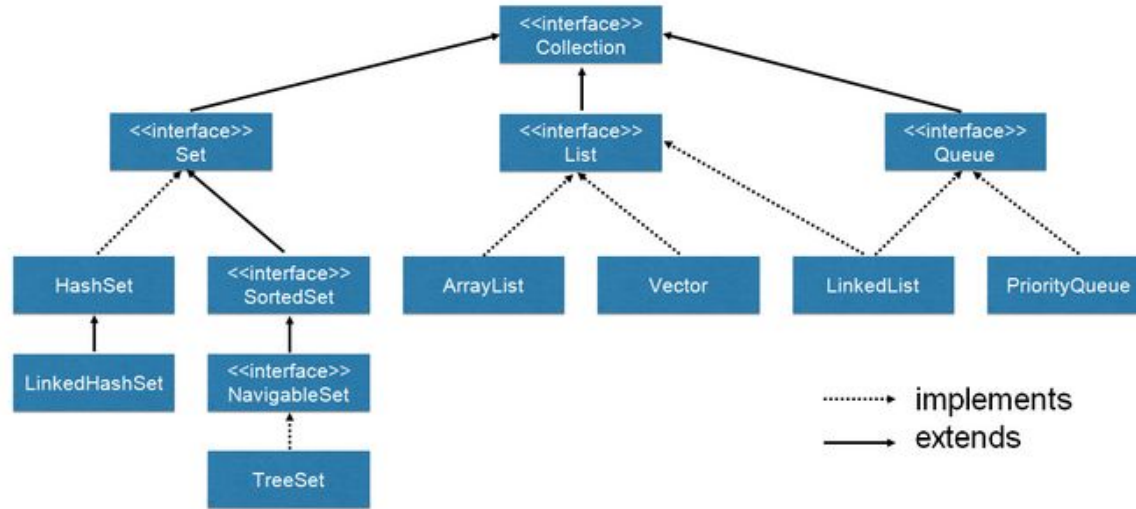 <<interface>>
Collection
<<interface>>
Set
<<interface>>
List
<<interface>>
Queue
HashSet
<<interface>>
SortedSet
ArrayList
Vector
LinkedList
PriorityQueue
LinkedHashSet
<<interface>>
NavigableSet
TreeSet
implements
extends